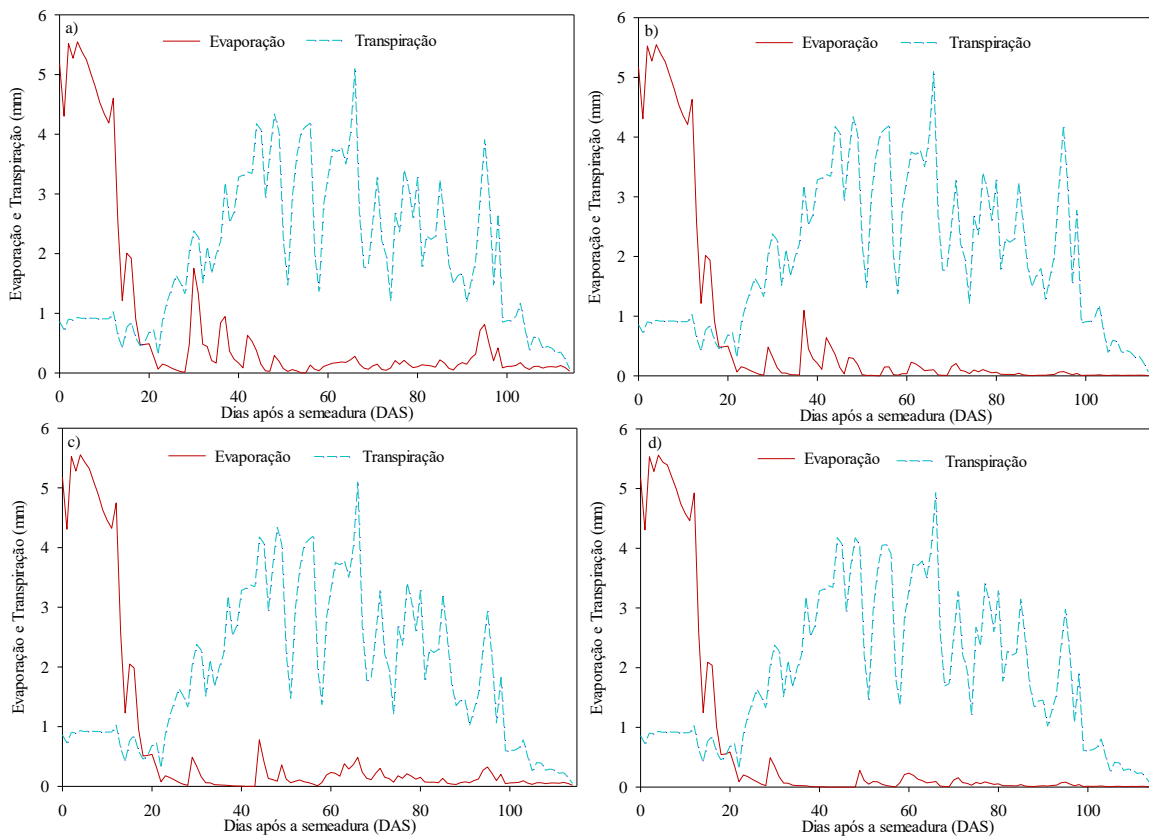 a)
Evaporação Transpiração
6
5
4
3
2
1
0
Evaporação e Transpiração (mm)
0 20 40 60 80 100
Dias após a semeadura (DAS)
b)
Evaporação Transpiração
6
5
4
3
2
1
0
Evaporação e Transpiração (mm)
0 20 40 60 80 100
Dias após a semeadura (DAS)
c)
Evaporação Transpiração
6
5
4
3
2
1
0
Evaporação e Transpiração (mm)
0 20 40 60 80 100
Dias após a semeadura (DAS)
d)
Evaporação Transpiração
6
5
4
3
2
1
0
Evaporação e Transpiração (mm)
0 20 40 60 80 100
Dias após a semeadura (DAS)